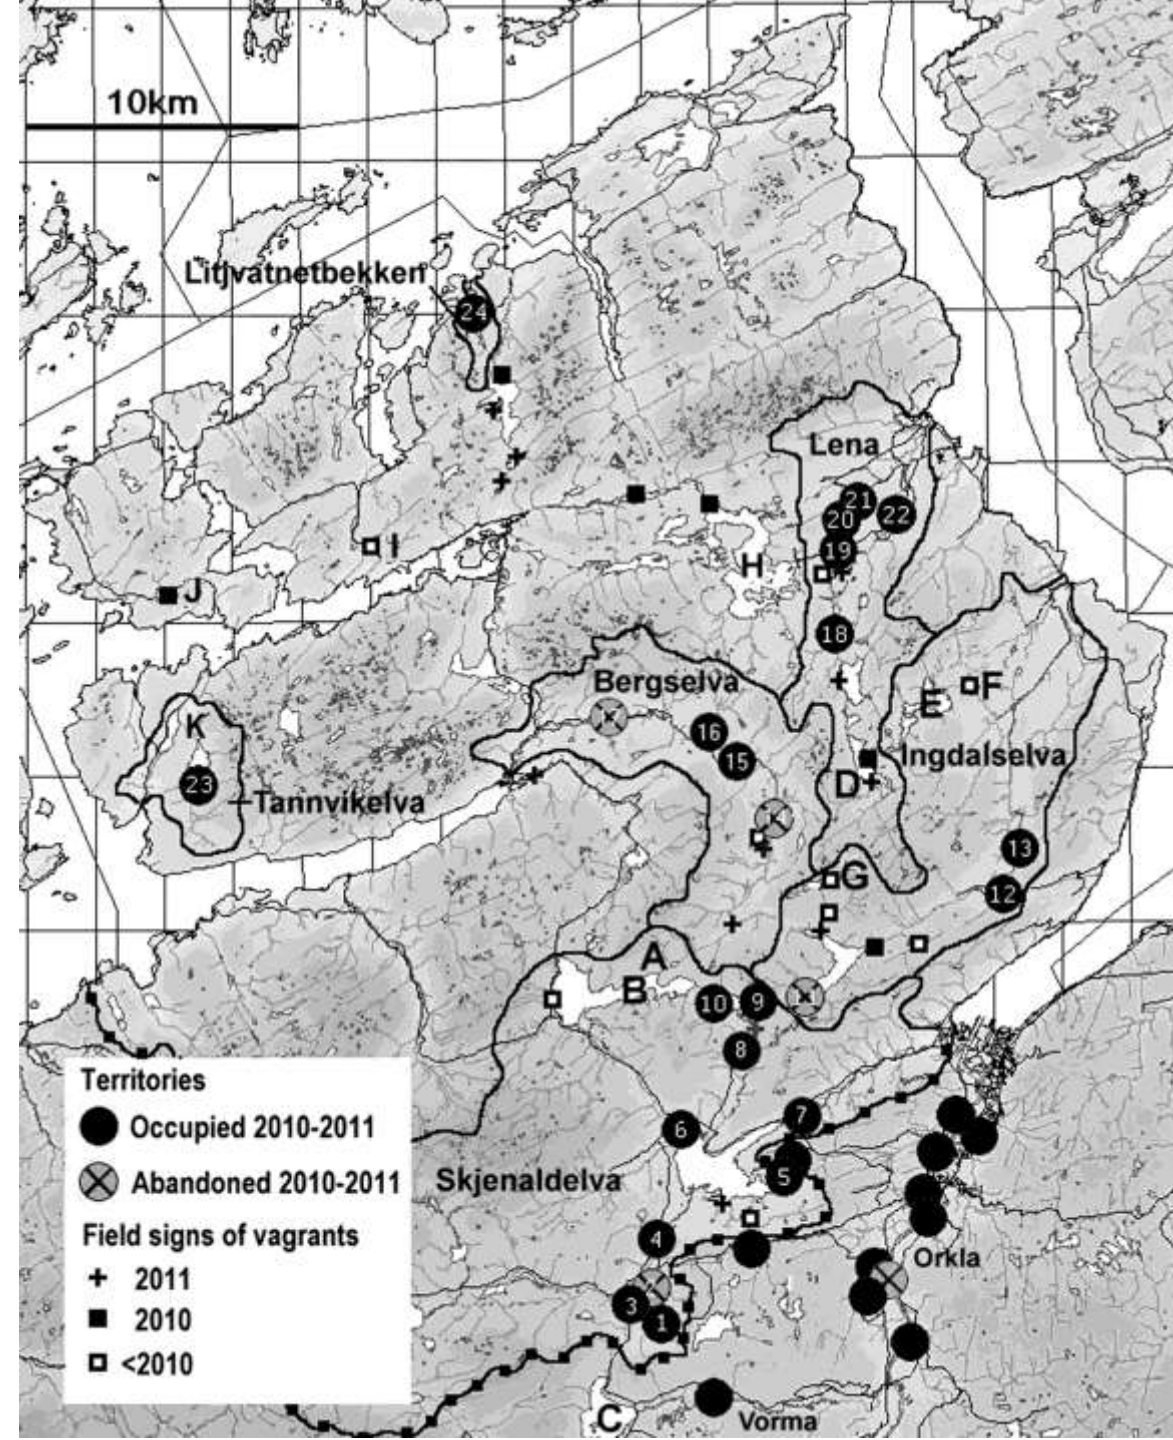 10km
Litjvatnetbekken
24
Lena
21
20
22
19
I
H
J
18
Bergselva
E
F
K
16
15
Ingdalselva
23
Tannvikelva
D
13
G
12
A
B
10
9
8
7
6
5
Skjenaldelva
4
Orkla
3
1
C
Vorma
Territories
Occupied 2010-2011
Abandoned 2010-2011
Field signs of vagrants
2011
2010
<2010